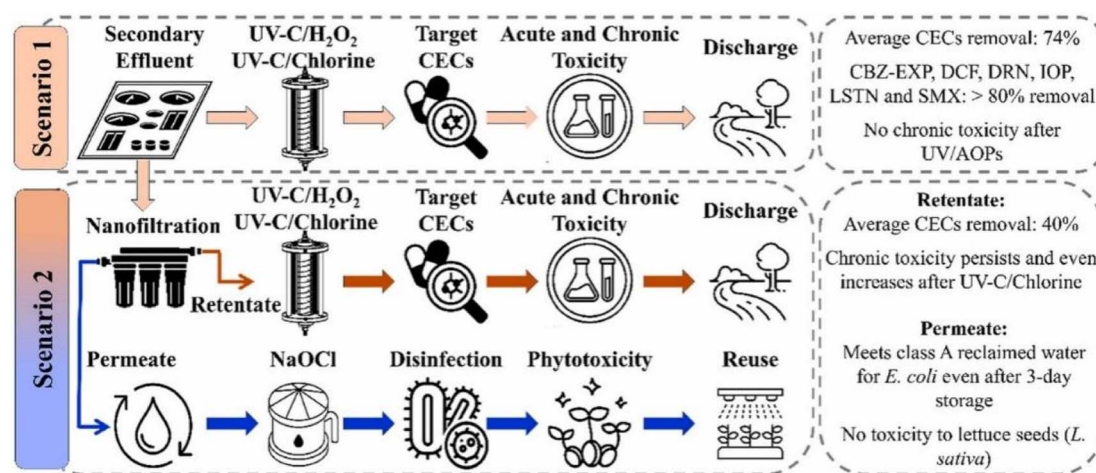 Scenario 1
Secondary
Effluent
UV-C/H₂O₂
UV-C/Chlorine
Target
CECs
Acute and Chronic
Toxicity
Discharge
Average CECs removal: 74%
CBZ-EXP, DCF, DRN, IOP,
LSTN and SMX: > 80% removal
No chronic toxicity after
UV/AOPs
Scenario 2
Nanofiltration
Retentate
UV-C/H₂O₂
UV-C/Chlorine
Target
CECs
Acute and Chronic
Toxicity
Discharge
Permeate
NaOCl
Disinfection
Phytotoxicity
Reuse
Retentate:
Average CECs removal: 40%
Chronic toxicity persists and even
increases after UV-C/Chlorine
Permeate:
Meets class A reclaimed water
for E. coli even after 3-day
storage
No toxicity to lettuce seeds (L.
sativa)